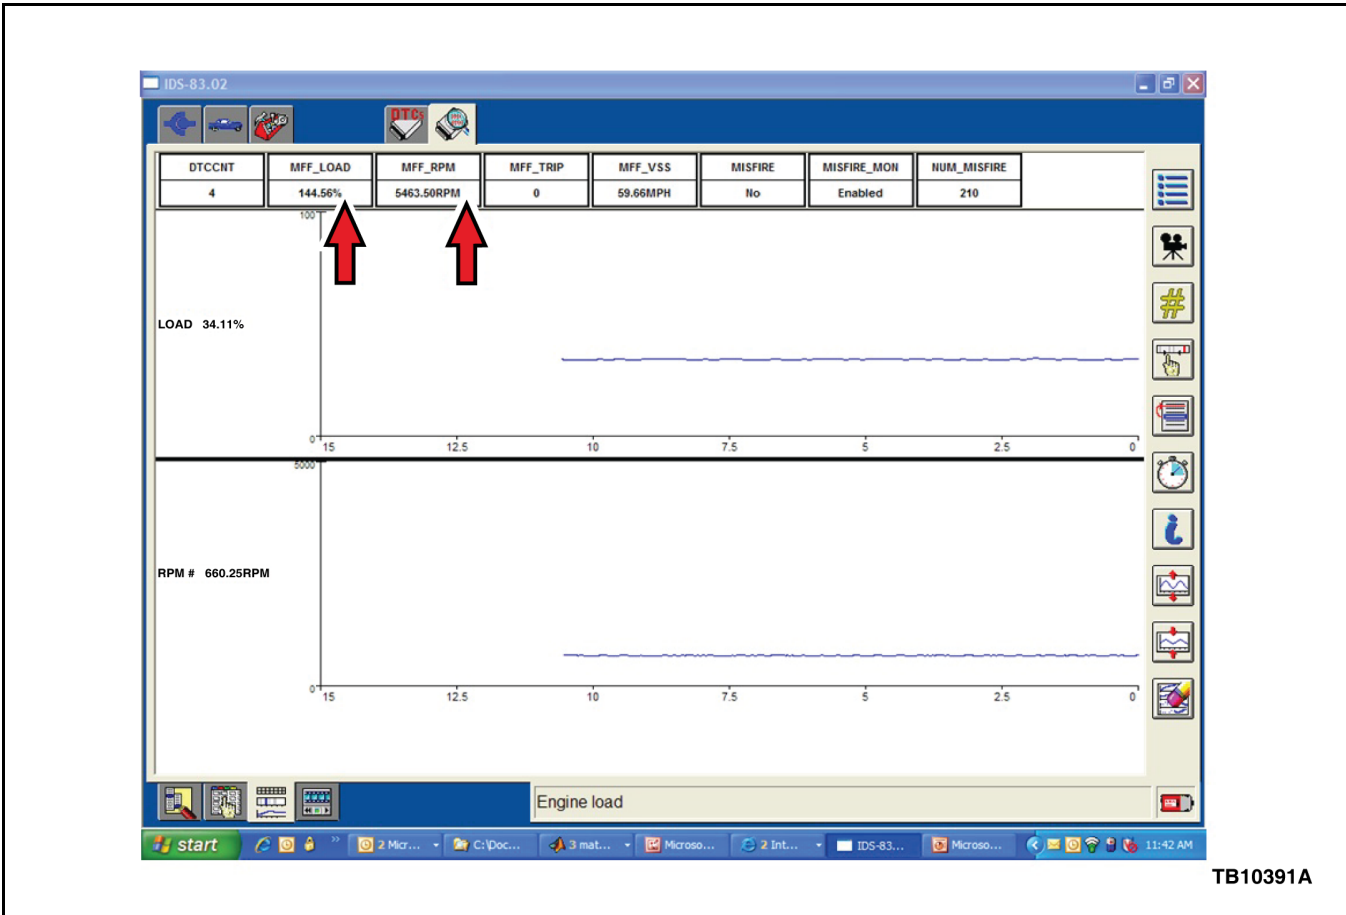 IDS-83.02
DTCs
DTCCNT MFF_LOAD MFF_RPM MFF_TRIP MFF_VSS MISFIRE MISFIRE_MON NUM_MISFIRE
4 144.56% 5463.50RPM 0 59.66MPH No Enabled 210
100
LOAD 34.11%
0
15 12.5 10 7.5 5 2.5 0
5000
RPM # 660.25RPM
0
15 12.5 10 7.5 5 2.5 0
Engine load
start 2 Micr... C:\Doc... 3 mat... Microso... 2 Int... IDS-83... Microso... 11:42 AM
TB10391A